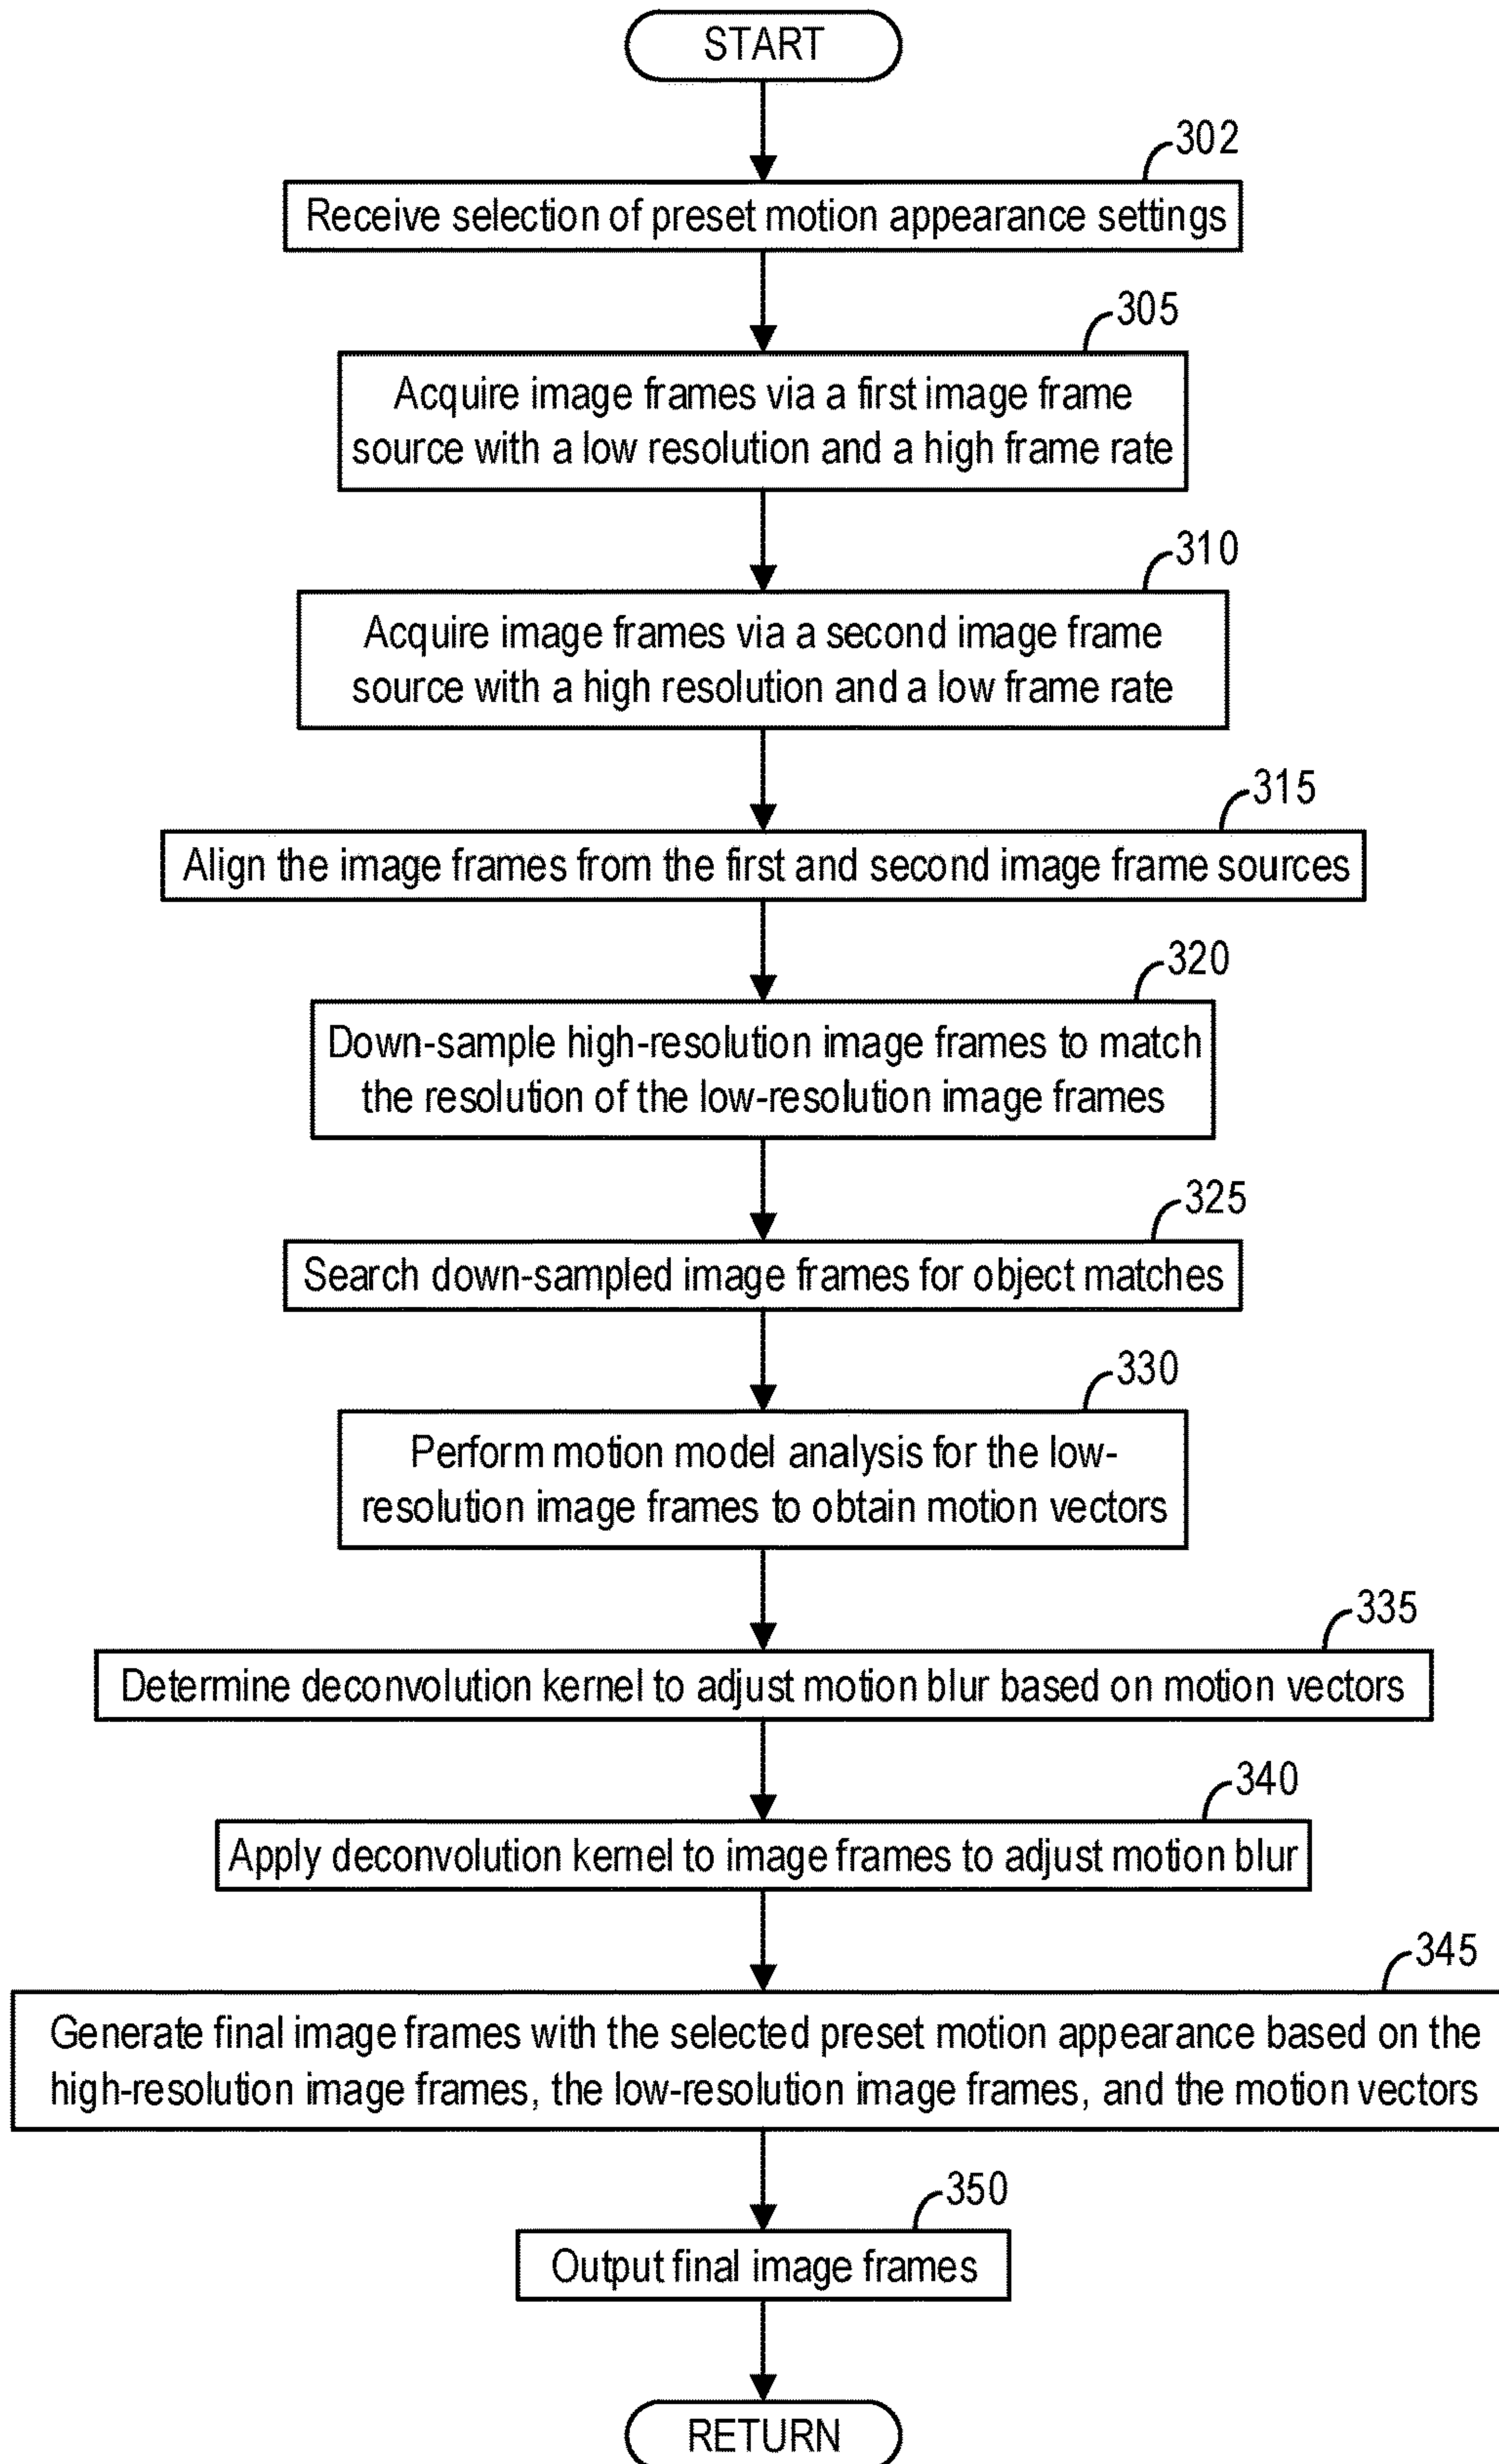 START
302
Receive selection of preset motion appearance settings
305
Acquire image frames via a first image frame
source with a low resolution and a high frame rate
310
Acquire image frames via a second image frame
source with a high resolution and a low frame rate
315
Align the image frames from the first and second image frame sources
320
Down-sample high-resolution image frames to match
the resolution of the low-resolution image frames
325
Search down-sampled image frames for object matches
330
Perform motion model analysis for the low-
resolution image frames to obtain motion vectors
335
Determine deconvolution kernel to adjust motion blur based on motion vectors
340
Apply deconvolution kernel to image frames to adjust motion blur
345
Generate final image frames with the selected preset motion appearance based on the
high-resolution image frames, the low-resolution image frames, and the motion vectors
350
Output final image frames
RETURN